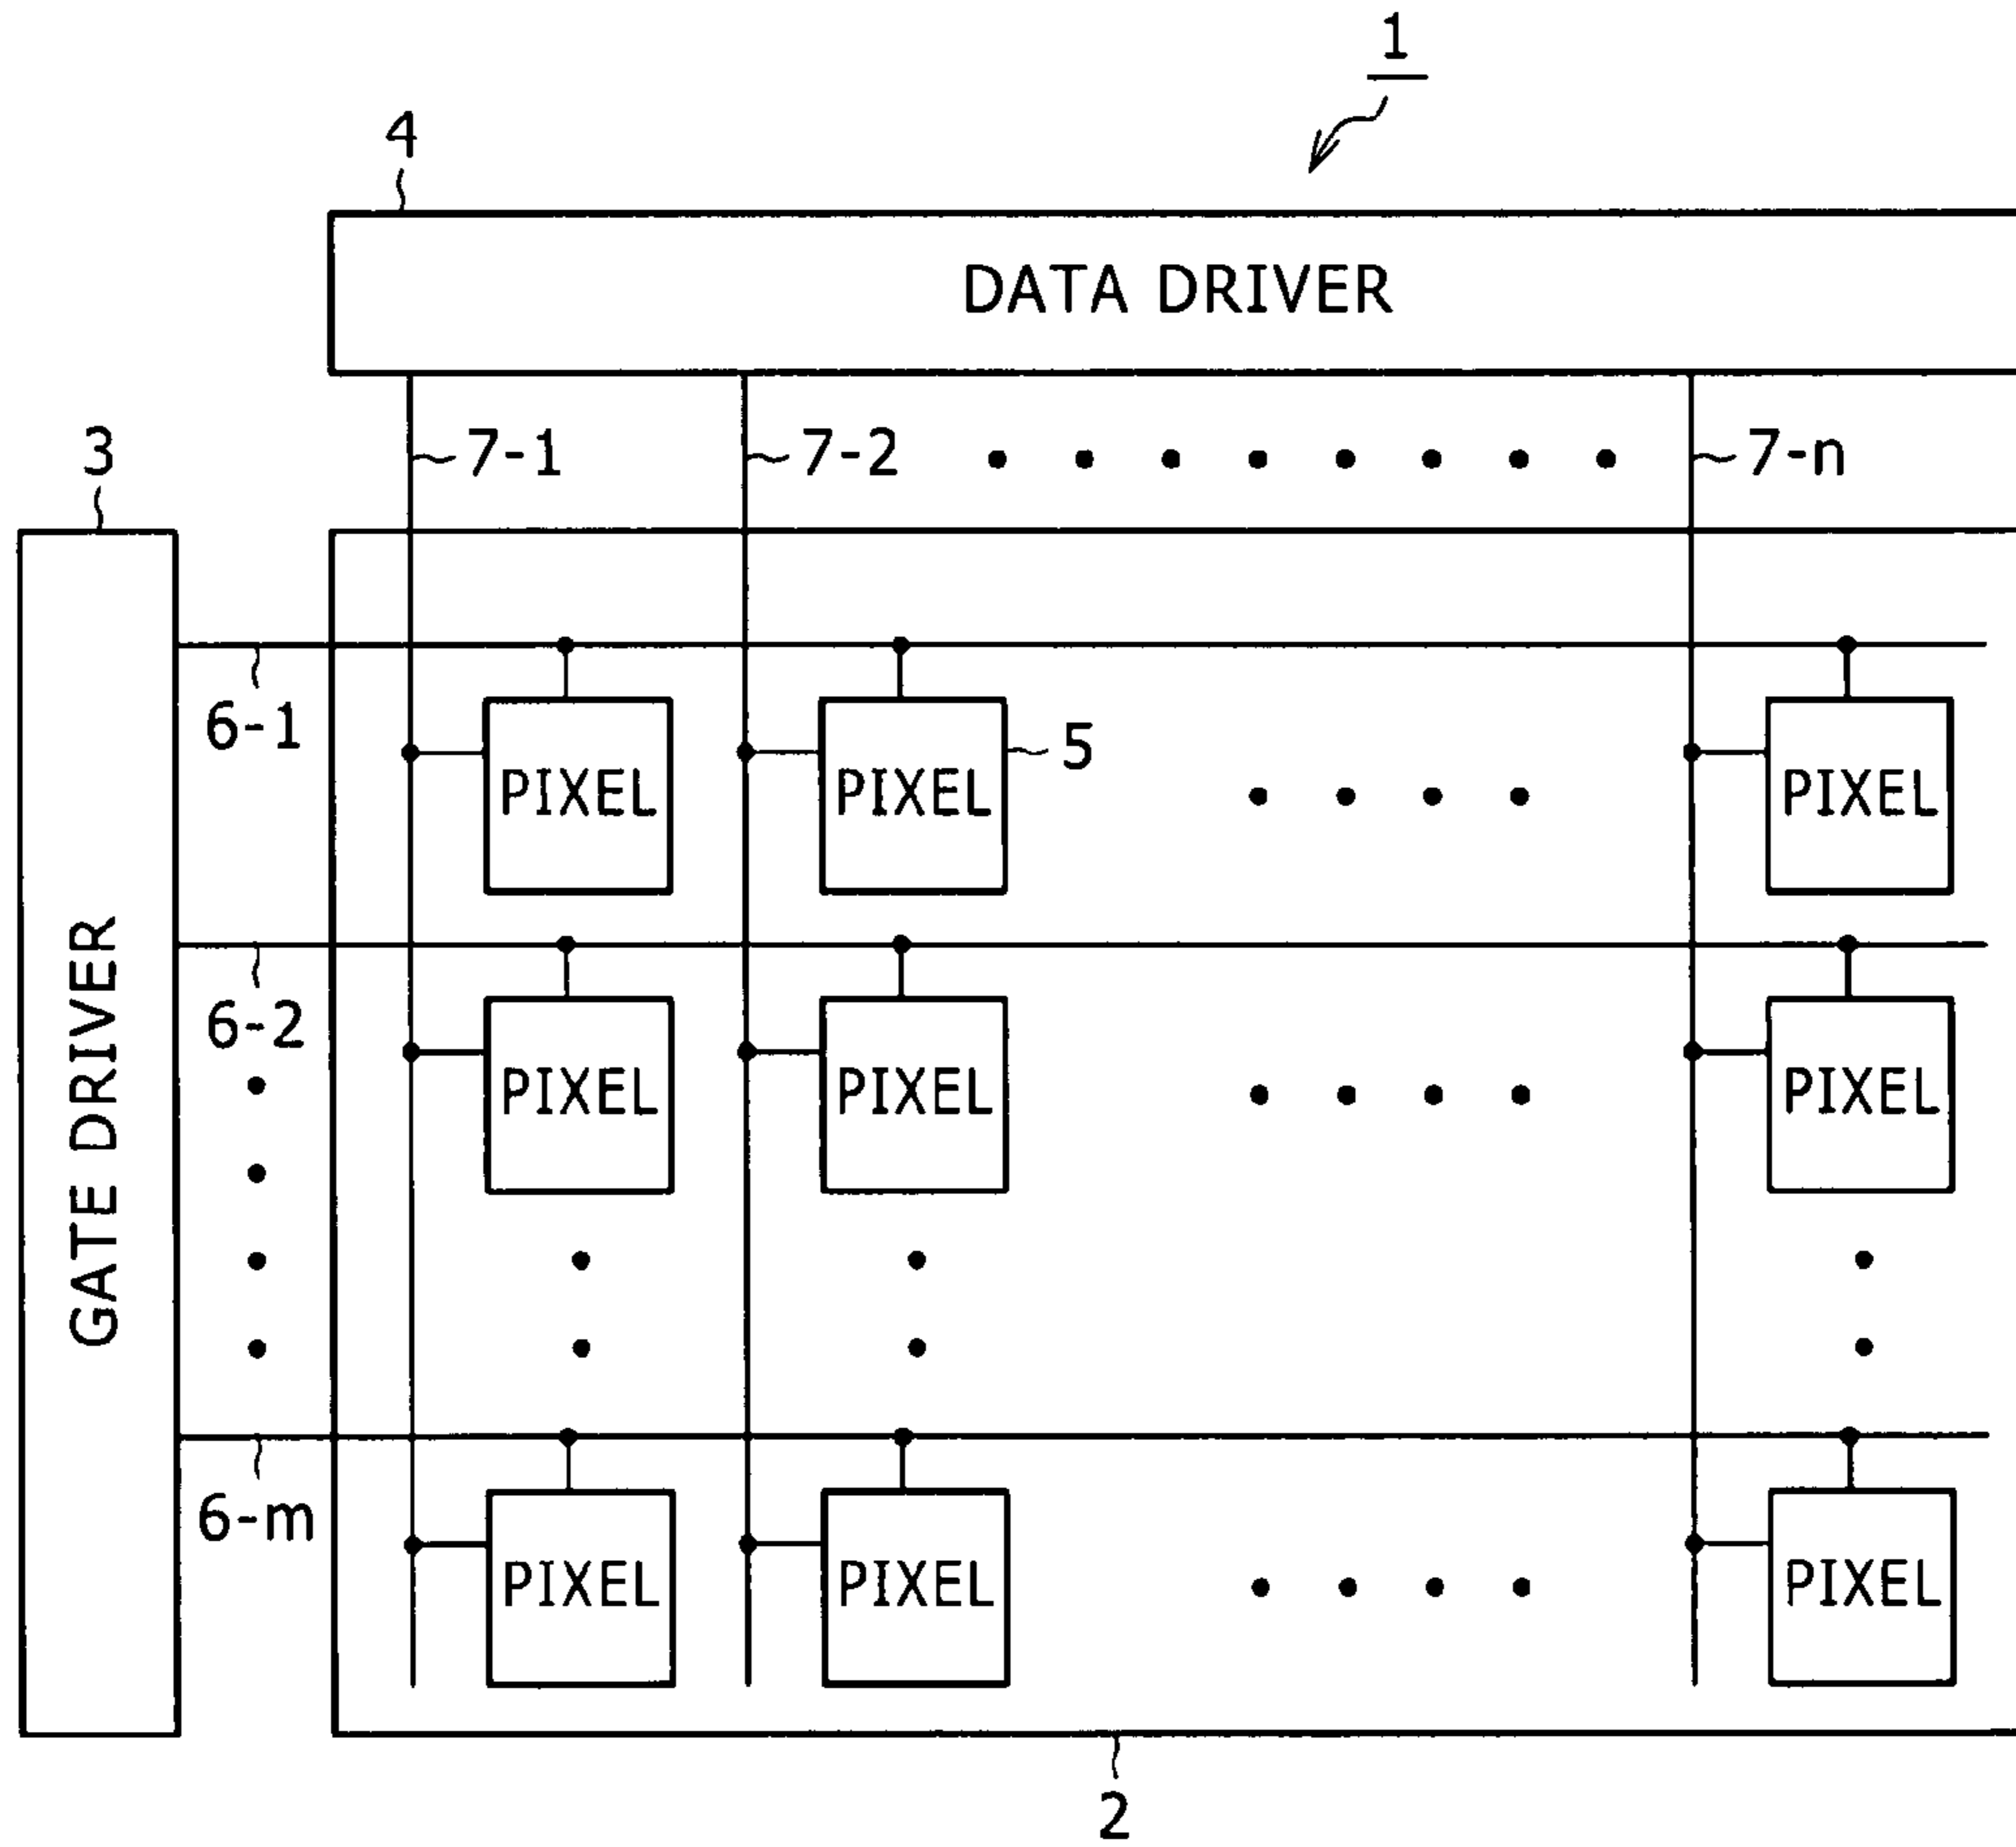 1
4
DATA DRIVER
3
7-1 7-2 7-n
6-1
5
PIXEL PIXEL PIXEL
GATE DRIVER
6-2
PIXEL PIXEL PIXEL
6-m
PIXEL PIXEL PIXEL
2